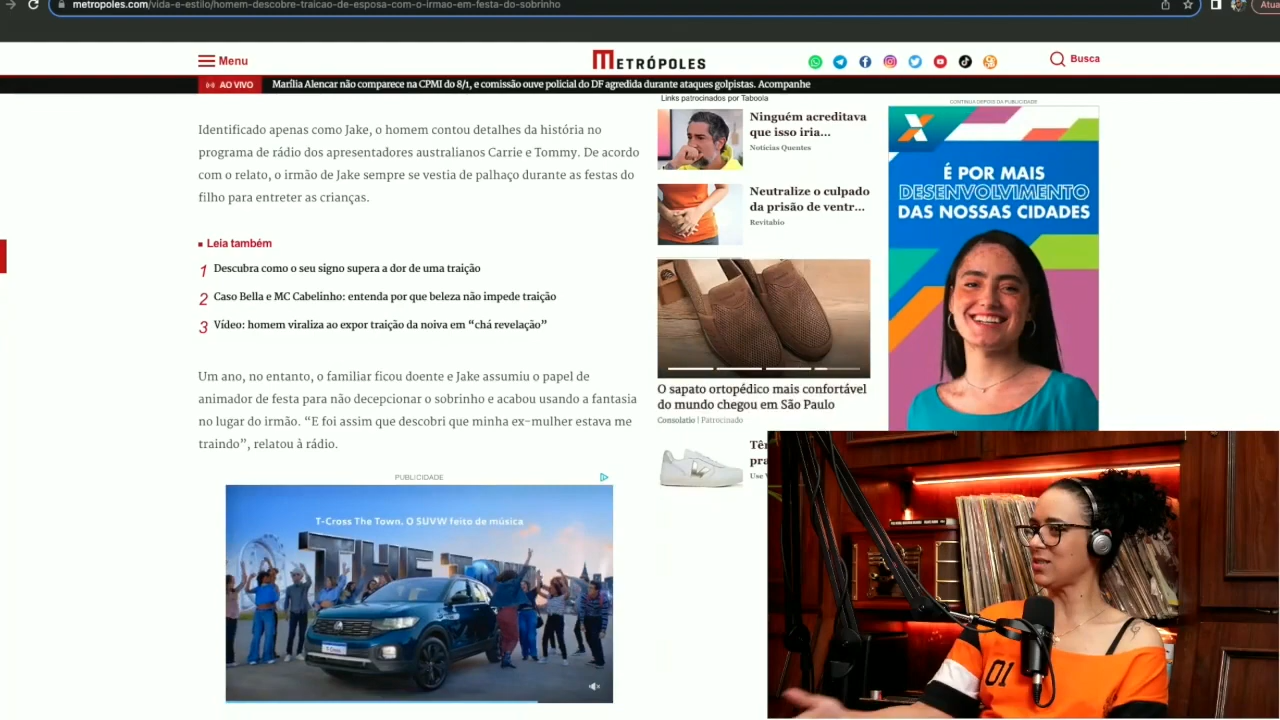 metropoles.com/vida-e-estilo/homem-descobre-traicao-de-esposa-com-o-irmao-em-festa-do-sobrinho
Atua
Menu
METRÓPOLES
Busca
AO VIVO
Marília Alencar não comparece na CPMI do 8/1, e comissão ouve policial do DF agredida durante ataques golpistas. Acompanhe
Identificado apenas como Jake, o homem contou detalhes da história no
programa de rádio dos apresentadores australianos Carrie e Tommy. De acordo
com o relato, o irmão de Jake sempre se vestia de palhaço durante as festas do
filho para entreter as crianças.
Leia também
1 Descubra como o seu signo supera a dor de uma traição
2 Caso Bella e MC Cabelinho: entenda por que beleza não impede traição
3 Vídeo: homem viraliza ao expor traição da noiva em “chá revelação”
Um ano, no entanto, o familiar ficou doente e Jake assumiu o papel de
animador de festa para não decepcionar o sobrinho e acabou usando a fantasia
no lugar do irmão. “E foi assim que descobri que minha ex-mulher estava me
traindo”, relatou à rádio.
PUBLICIDADE
T-Cross The Town. O SUVW feito de música
THE
T-Cross
Links patrocinados por Taboola
Ninguém acreditava
que isso iria...
Notícias Quentes
Neutralize o culpado
da prisão de ventr...
Revitabio
O sapato ortopédico mais confortável
do mundo chegou em São Paulo
Consolatio | Patrocinado
Tên
pra
Use V
CONTINUA DEPOIS DA PUBLICIDADE
É POR MAIS
DESENVOLVIMENTO
DAS NOSSAS CIDADES
01